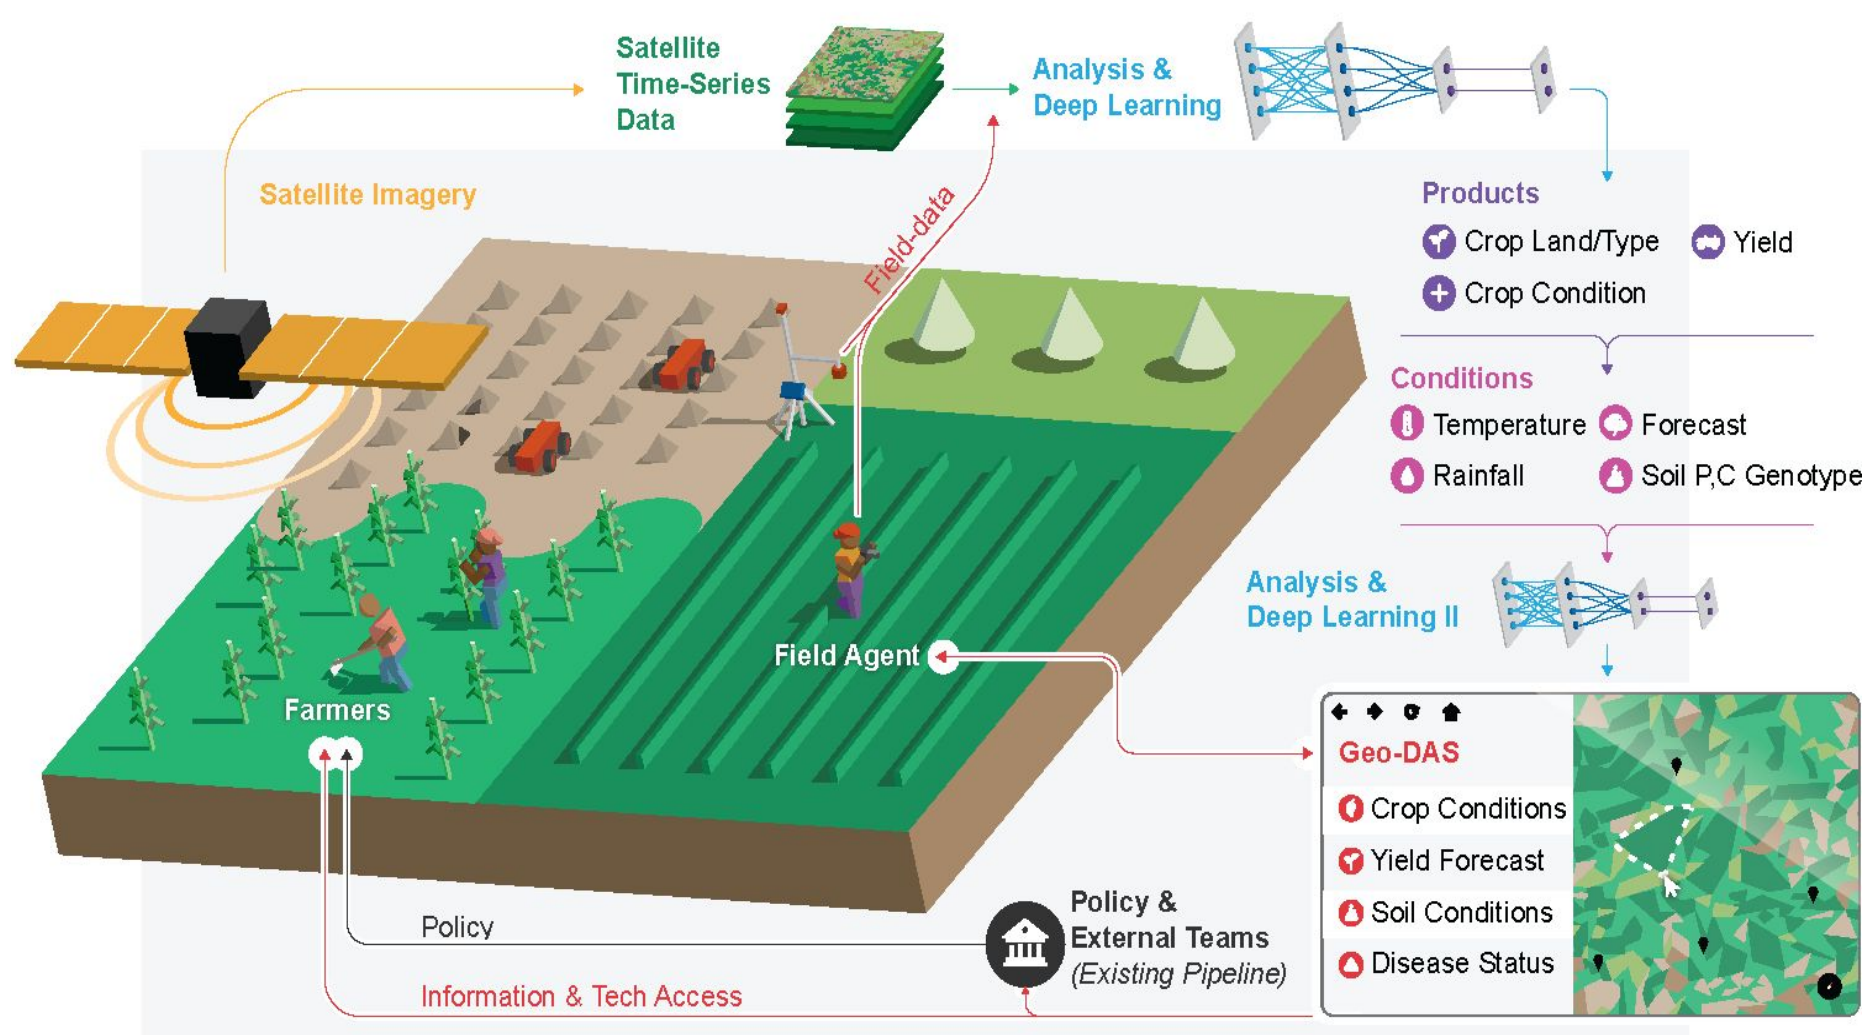 Satellite
Time-Series
Data
Analysis &
Deep Learning
Satellite Imagery
Field-data
Products
Crop Land/Type
Yield
Crop Condition
Conditions
Temperature
Forecast
Rainfall
Soil P,C Genotype
Analysis &
Deep Learning II
Field Agent
Farmers
Geo-DAS
Crop Conditions
Yield Forecast
Soil Conditions
Disease Status
Policy &
External Teams
(Existing Pipeline)
Policy
Information & Tech Access